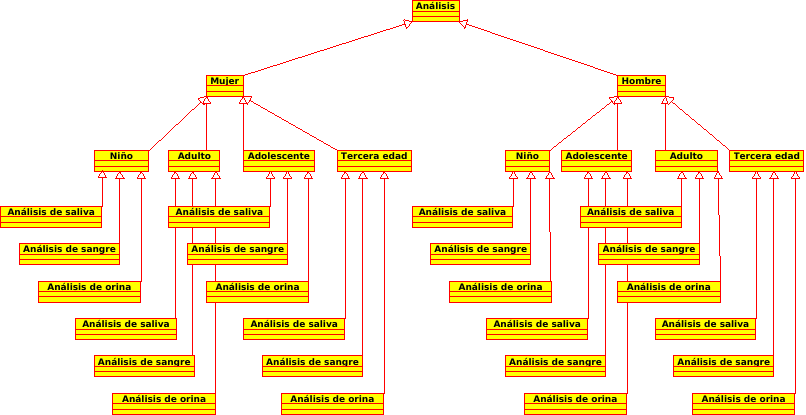 Análisis
Mujer
Hombre
Niño
Adulto
Adolescente
Tercera edad
Niño
Adolescente
Adulto
Tercera edad
Análisis de saliva
Análisis de saliva
Análisis de saliva
Análisis de saliva
Análisis de sangre
Análisis de sangre
Análisis de sangre
Análisis de sangre
Análisis de orina
Análisis de orina
Análisis de orina
Análisis de orina
Análisis de saliva
Análisis de saliva
Análisis de saliva
Análisis de saliva
Análisis de sangre
Análisis de sangre
Análisis de sangre
Análisis de sangre
Análisis de orina
Análisis de orina
Análisis de orina
Análisis de orina